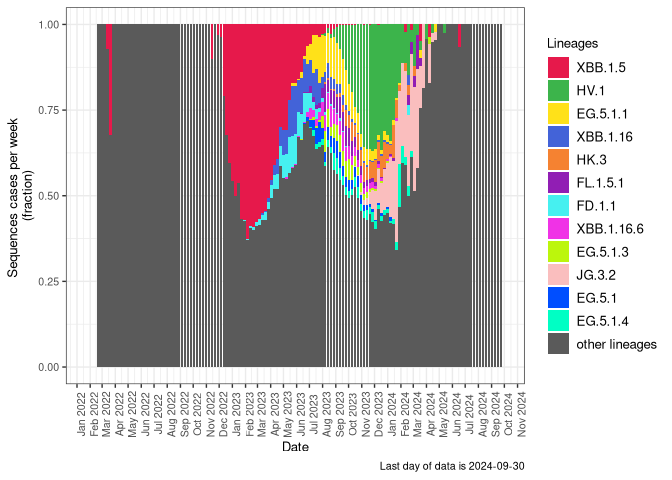 Sequences cases per week
(fraction)
1.00
0.75
0.50
0.25
0.00
Jan 2022
Feb 2022
Mar 2022
Apr 2022
May 2022
Jun 2022
Jul 2022
Aug 2022
Sep 2022
Oct 2022
Nov 2022
Dec 2022
Jan 2023
Feb 2023
Mar 2023
Apr 2023
May 2023
Jun 2023
Jul 2023
Aug 2023
Sep 2023
Oct 2023
Nov 2023
Dec 2023
Jan 2024
Feb 2024
Mar 2024
Apr 2024
May 2024
Jun 2024
Jul 2024
Aug 2024
Sep 2024
Oct 2024
Nov 2024
Date
Lineages
XBB.1.5
HV.1
EG.5.1.1
XBB.1.16
HK.3
FL.1.5.1
FD.1.1
XBB.1.16.6
EG.5.1.3
JG.3.2
EG.5.1
EG.5.1.4
other lineages
Last day of data is 2024-09-30